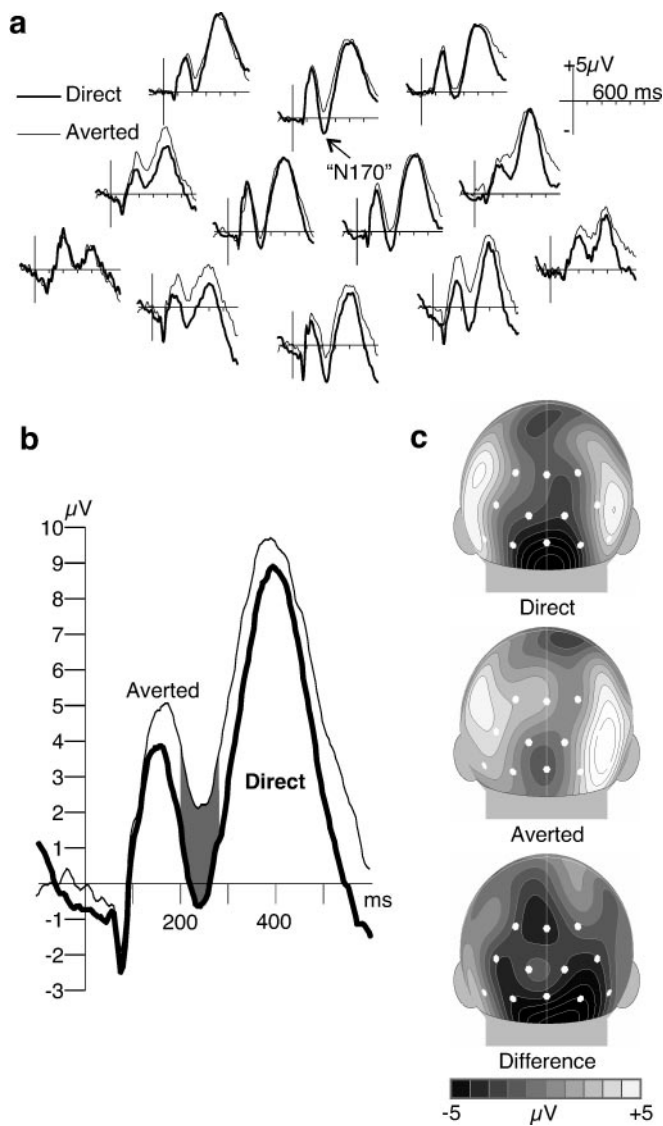 a
Direct
Averted
+5µV
600 ms
-
“N170”
b
c
µV
10
9
8
7
6
5
4
3
2
1
-1
-2
-3
Averted
Direct
ms
200
400
Direct
Averted
Difference
-5
µV
+5